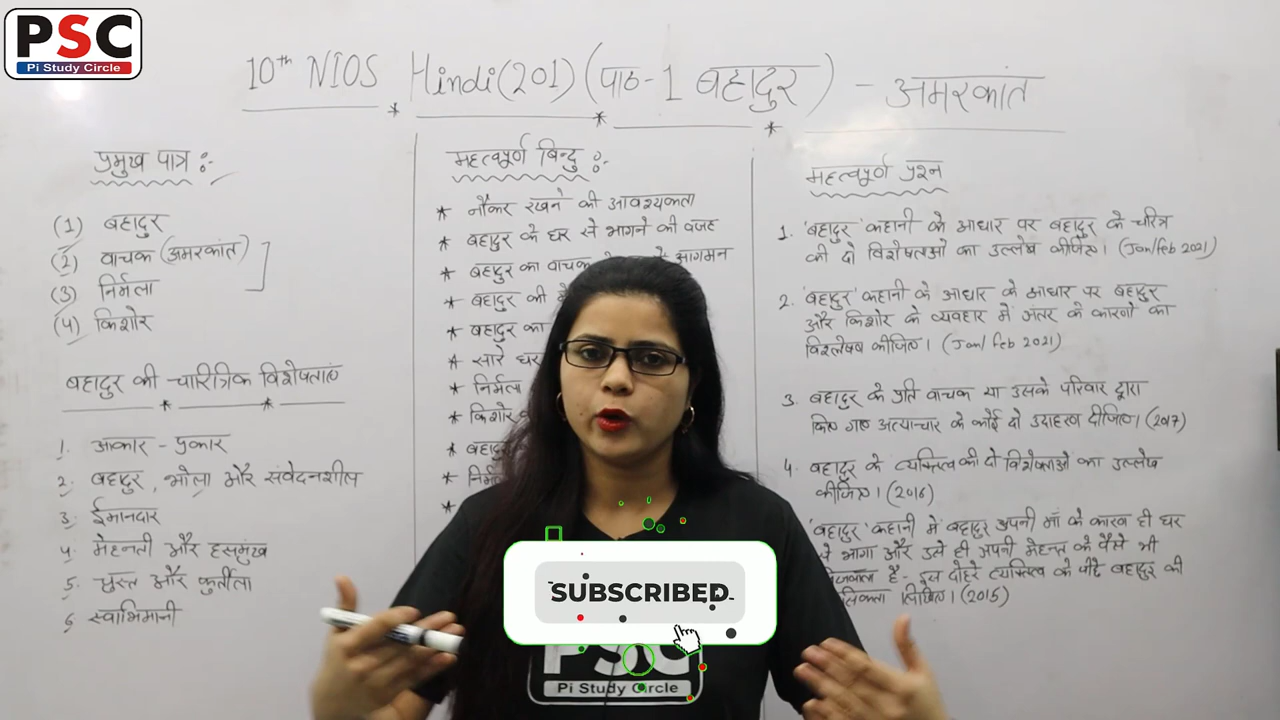 PSC
Pi Study Circle
10th NIOS Hindi(201) (पाठ-1 बहादुर) - अमरकांत
प्रमुख पात्र :-
(1) बहादुर
(2) वाचक (अमरकांत)
(3) निर्मला
(4) किशोर
बहादुर की चारित्रिक विशेषताएं
1. आकार - प्रकार
2. बहादुर, भोला और संवेदनशील
3. ईमानदार
4. मेहनती और हसमुख
5. चुस्त और फुर्तीला
6. स्वाभिमानी
महत्वपूर्ण बिन्दु :-
* नौकर रखने की आवश्यकता
* बहादुर के घर से भागने की वजह
* बहादुर का वाचक आगमन
* बहादुर की
* बहादुर का
* सारे घर
* निर्मला
* किशोर
* बहादुर
*
*
महत्वपूर्ण प्रश्न
1. 'बहादुर' कहानी के आधार पर बहादुर के चरित्र
की दो विशेषताओं का उल्लेख कीजिए। (Jan/Feb 2021)
2. 'बहादुर' कहानी के आधार के आधार पर बहादुर
और किशोर के व्यवहार में अंतर के कारणों का
विश्लेषण कीजिए। (Jan/feb 2021)
3. बहादुर के प्रति वाचक या उसके परिवार द्वारा
किए गए अत्याचार के कोई दो उदाहरण दीजिए। (2017)
4. बहादुर के व्यक्तित्व की दो विशेषताओं का उल्लेख
कीजिए। (2016)
'बहादुर' कहानी में बहादुर अपनी माँ के कारण ही घर
से भागा और उसे ही अपनी मेहनत के पैसे भी
है - इस दोहरे व्यक्तित्व के पीछे बहादुर की
लिखिए। (2015)
SUBSCRIBED
PSC
Pi Study Circle